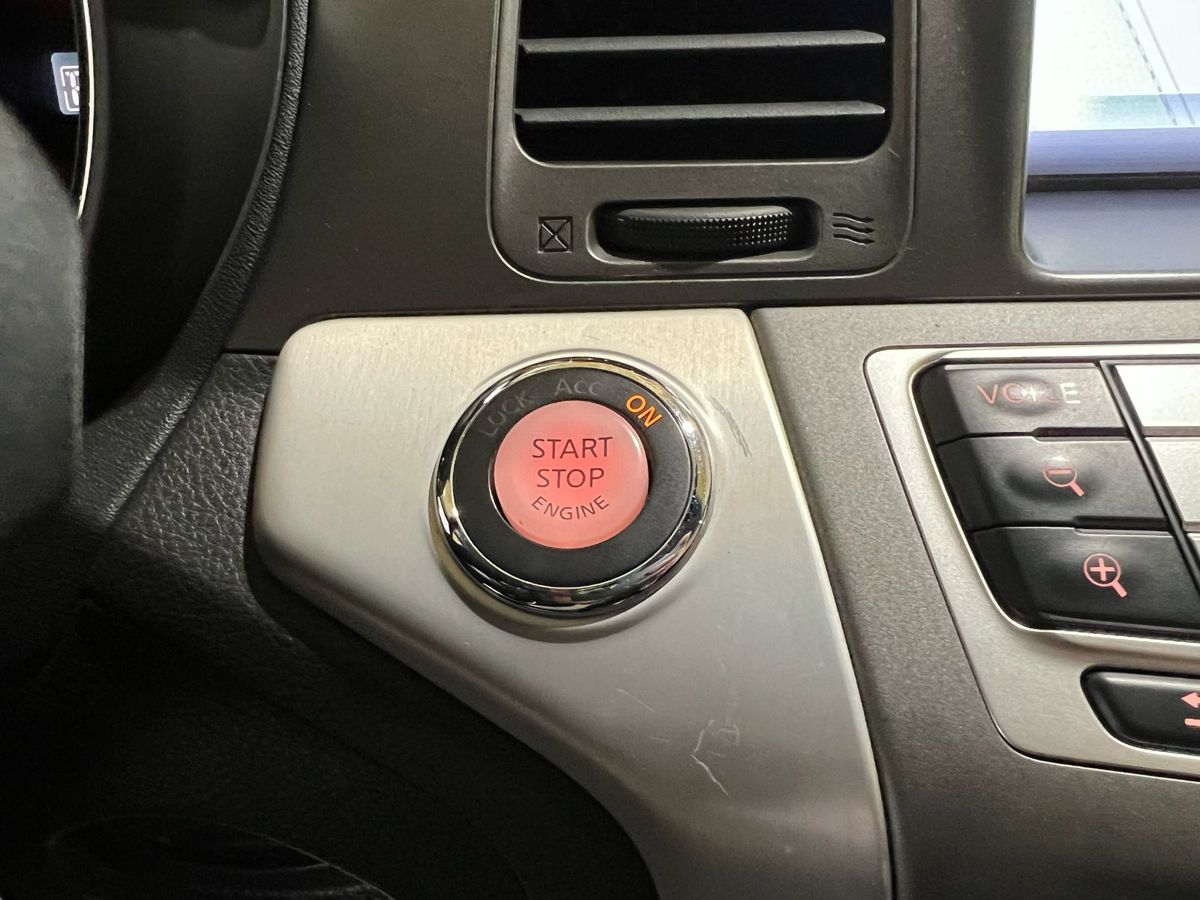 LOCK ACC ON
START
STOP
ENGINE
VOICE